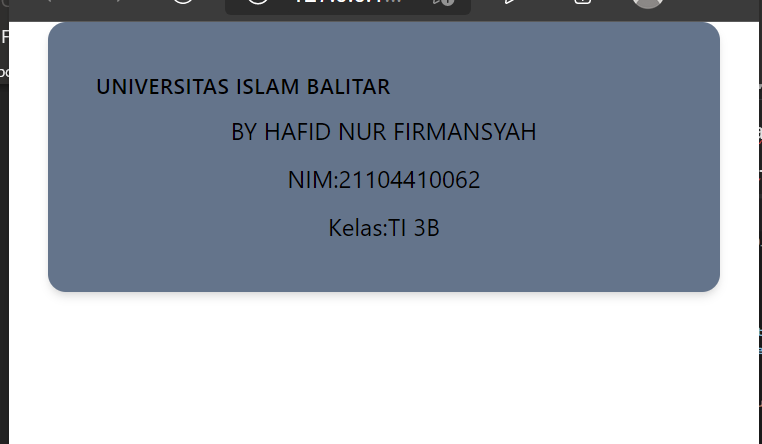 UNIVERSITAS ISLAM BALITAR
BY HAFID NUR FIRMANSYAH
NIM:21104410062
Kelas:TI 3B